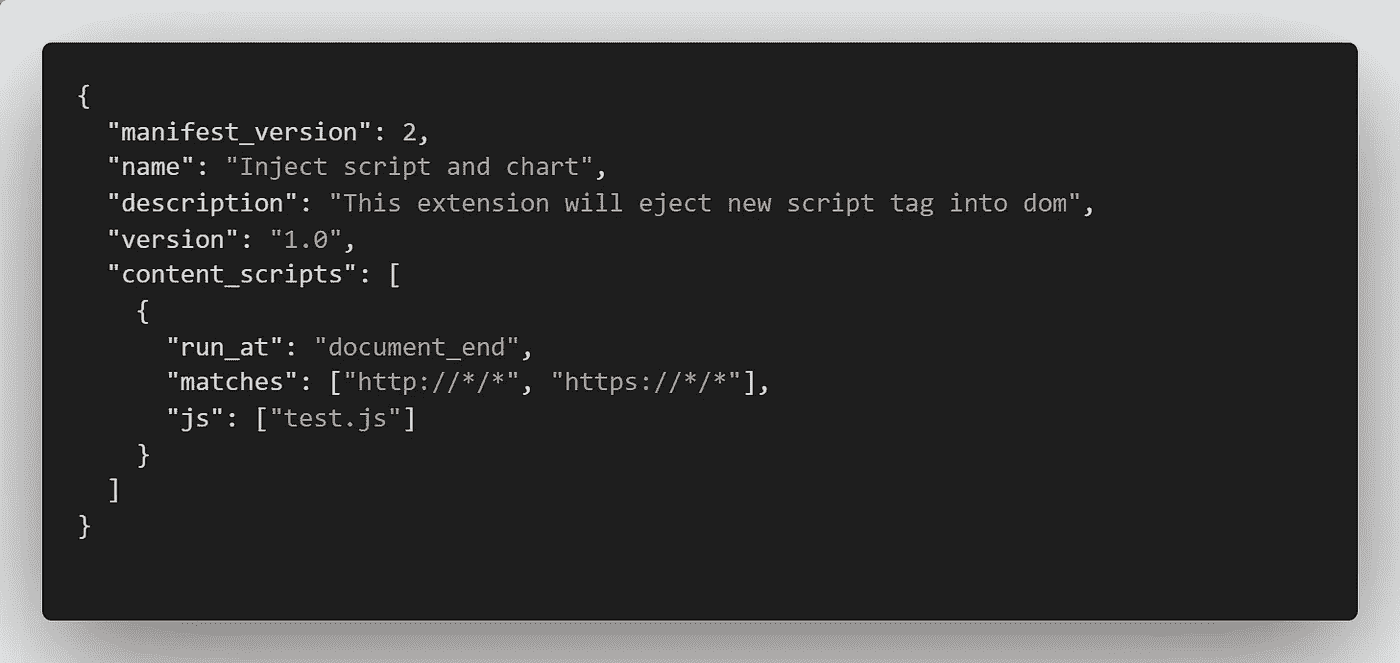 {
  "manifest_version": 2,
  "name": "Inject script and chart",
  "description": "This extension will eject new script tag into dom",
  "version": "1.0",
  "content_scripts": [
    {
      "run_at": "document_end",
      "matches": ["http://*/*", "https://*/*"],
      "js": ["test.js"]
    }
  ]
}